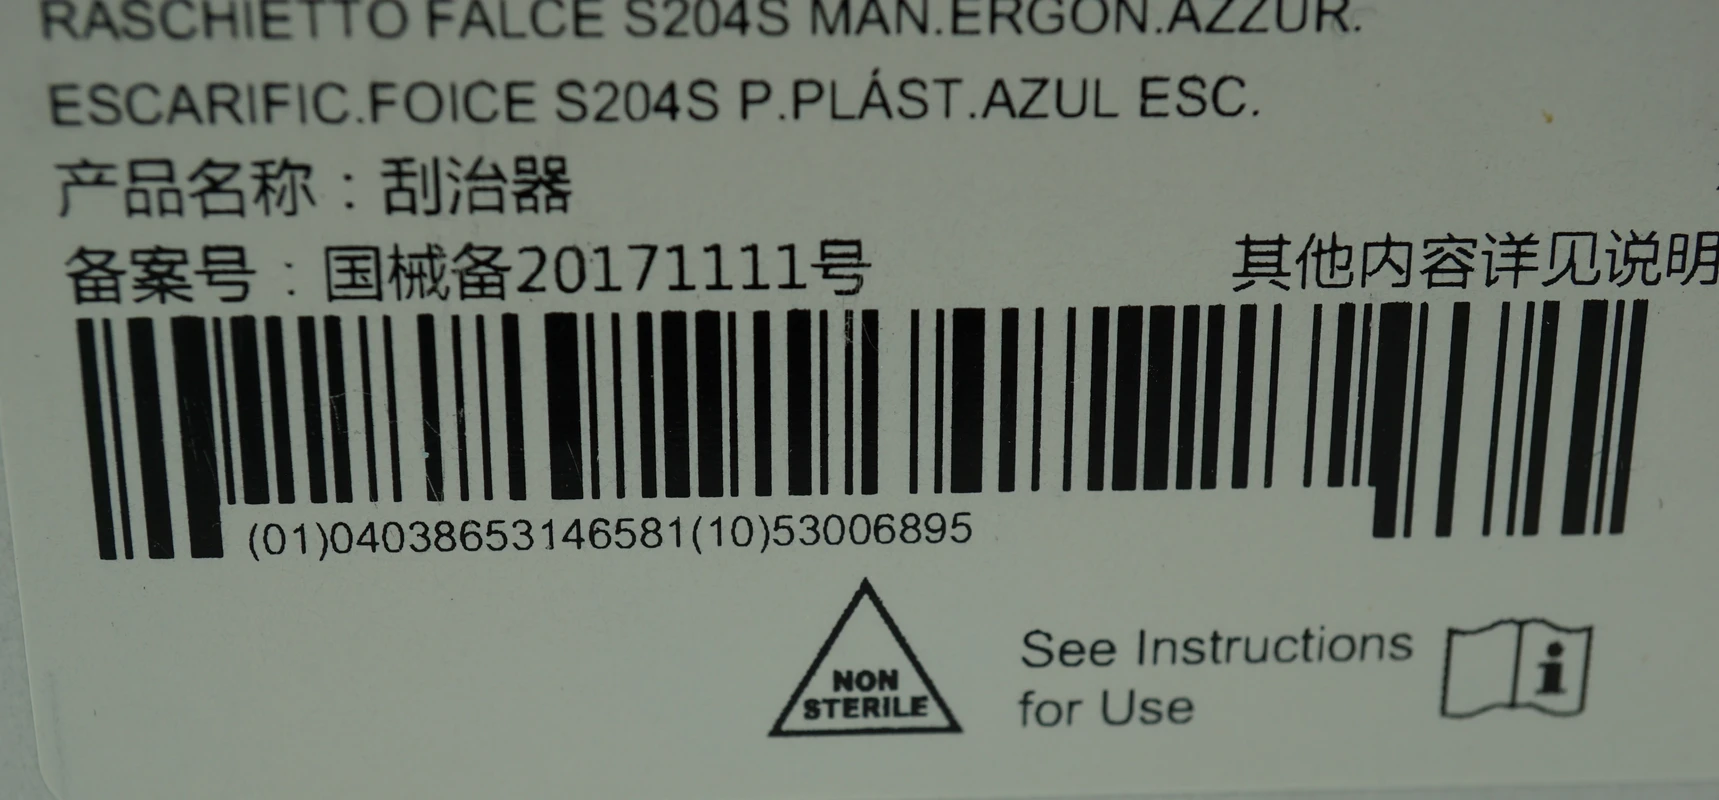 RASCHIETTO FALCE S204S MAN.ERGON.AZZUR.
ESCARIFIC.FOICE S204S P.PLÁST.AZUL ESC.
产品名称：刮治器
备案号：国械备20171111号
其他内容详见说明
(01)04038653146581(10)53006895
NON
STERILE
See Instructions
for Use
i